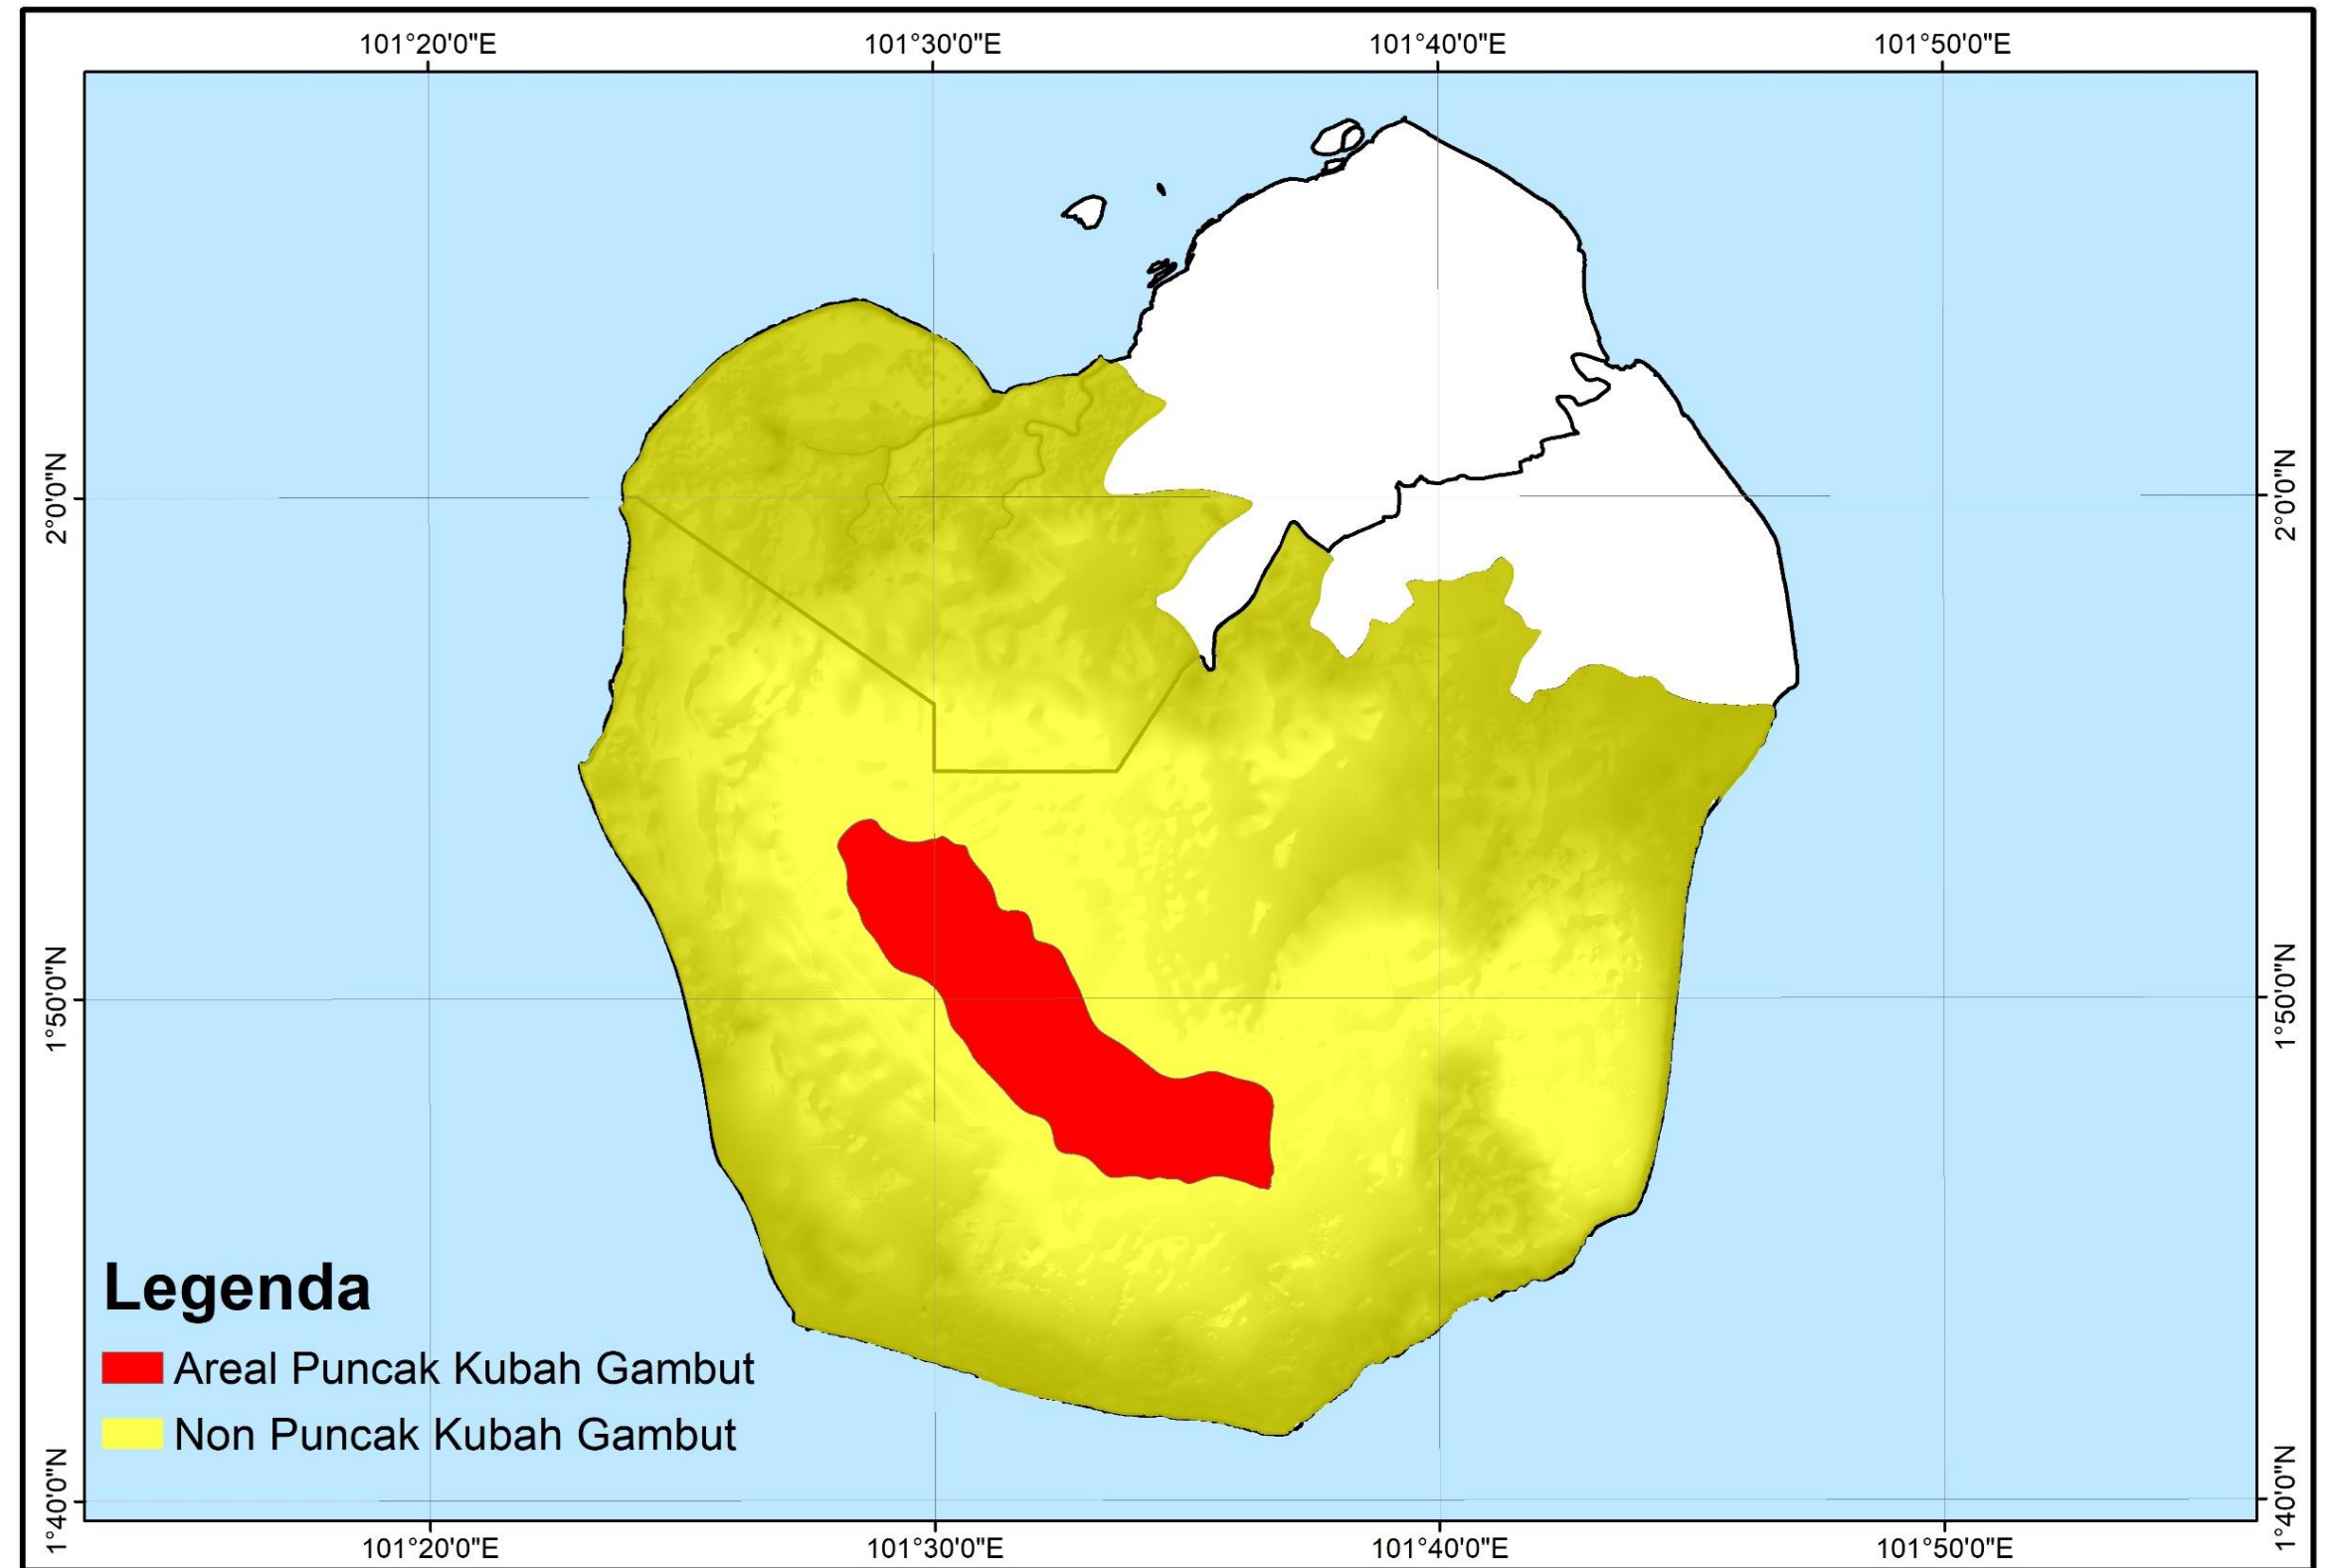 101°20'0"E 101°30'0"E 101°40'0"E 101°50'0"E
2°0'0"N 2°0'0"N
1°50'0"N 1°50'0"N
Legenda
Areal Puncak Kubah Gambut
Non Puncak Kubah Gambut
1°40'0"N 1°40'0"N
101°20'0"E 101°30'0"E 101°40'0"E 101°50'0"E